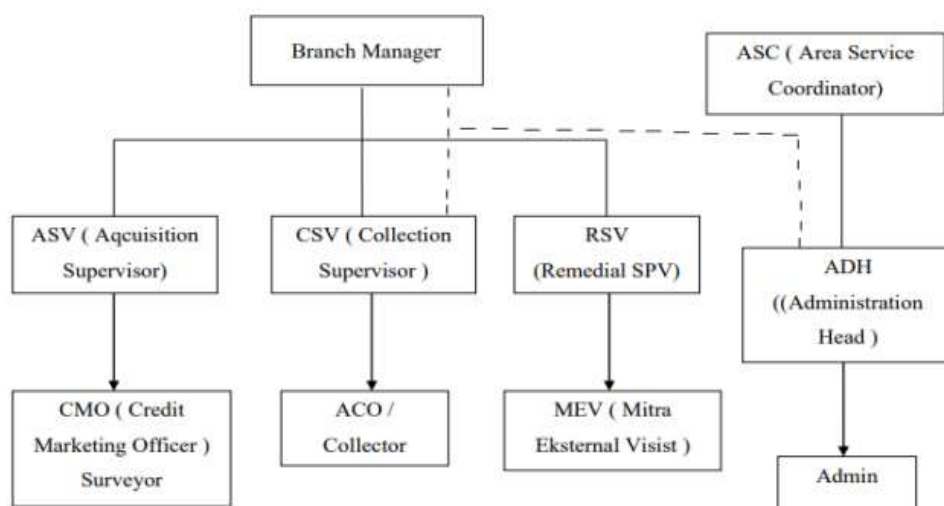 Branch Manager
ASC ( Area Service
Coordinator)
ASV ( Aqcuisition
Supervisor)
CSV ( Collection
Supervisor )
RSV
(Remedial SPV)
ADH
((Administration
Head )
CMO ( Credit
Marketing Officer )
Surveyor
ACO /
Collector
MEV ( Mitra
Eksternal Visist )
Admin